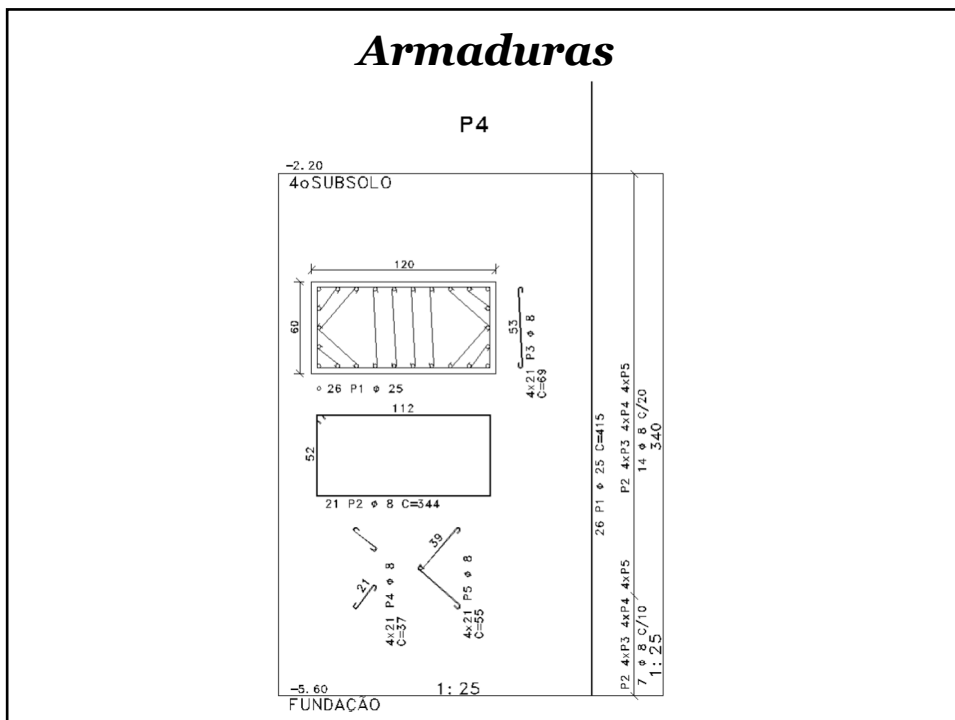 Armaduras
P4
-2.20
4oSUBSOLO
120
60
53
4x21 P3 φ 8
C=69
26 P1 φ 25
112
52
21 P2 φ 8 C=344
21
4x21 P4 φ 8
C=37
39
4x21 P5 φ 8
C=55
26 P1 φ 25 C=415
P2 4xP3 4xP4 4xP5
14 φ 8 C/20
340
P2 4xP3 4xP4 4xP5
7 φ 8 C/10
1:25
-5.60
1:25
FUNDAÇÃO